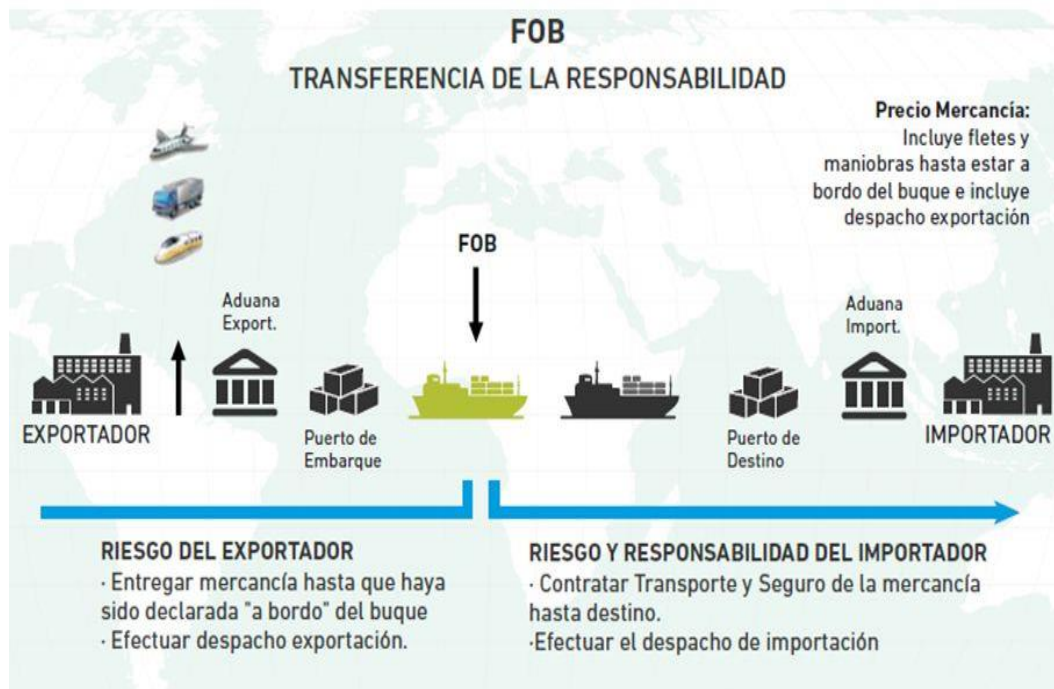 FOB
TRANSFERENCIA DE LA RESPONSABILIDAD
Precio Mercancía:
Incluye fletes y
maniobras hasta estar a
bordo del buque e incluye
despacho exportación
FOB
Aduana
Export.
Aduana
Import.
EXPORTADOR
Puerto de
Embarque
Puerto de
Destino
IMPORTADOR
RIESGO DEL EXPORTADOR
· Entregar mercancía hasta que haya
sido declarada "a bordo" del buque
· Efectuar despacho exportación.
RIESGO Y RESPONSABILIDAD DEL IMPORTADOR
· Contratar Transporte y Seguro de la mercancía
hasta destino.
·Efectuar el despacho de importación